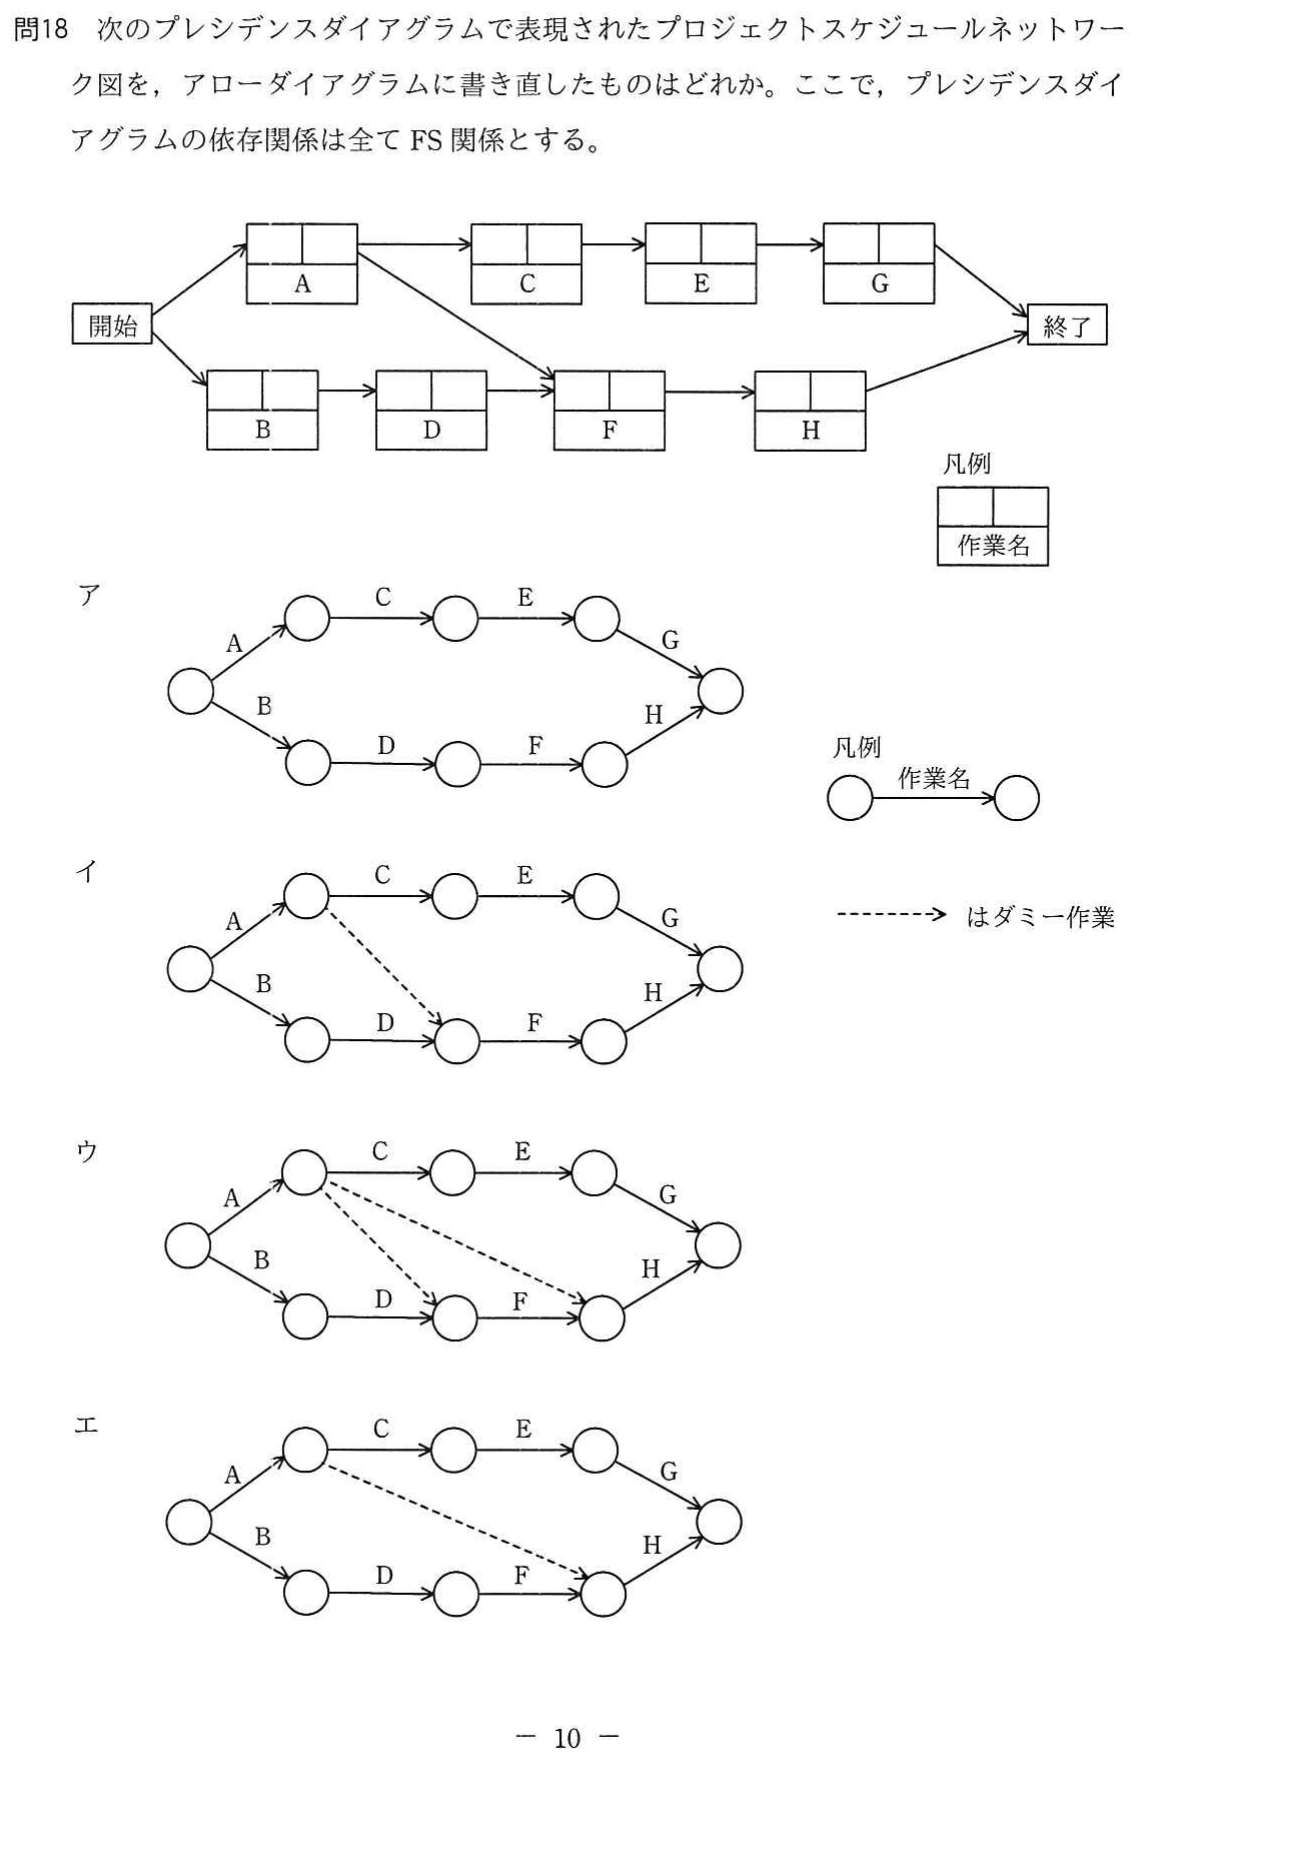 問18　次のプレシデンスダイアグラムで表現されたプロジェクトスケジュールネットワー
ク図を，アローダイアグラムに書き直したものはどれか。ここで，プレシデンスダイ
アグラムの依存関係は全て FS 関係とする。
開始
A
C
E
G
終了
B
D
F
H
凡例
作業名
ア
A
C
E
G
B
D
F
H
凡例
作業名
イ
A
C
E
G
B
D
F
H
はダミー作業
ウ
A
C
E
G
B
D
F
H
エ
A
C
E
G
B
D
F
H
－ 10 －